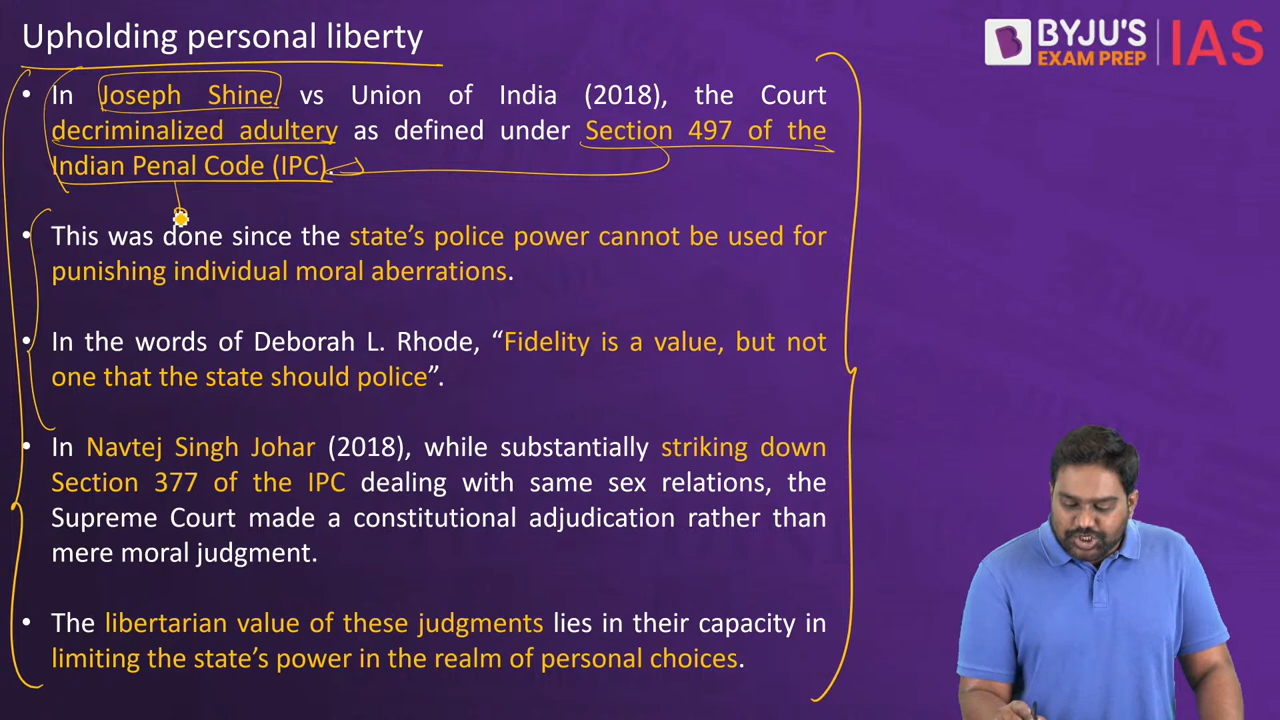 Upholding personal liberty
BYJU'S
EXAM PREP
IAS
• In Joseph Shine vs Union of India (2018), the Court
decriminalized adultery as defined under Section 497 of the
Indian Penal Code (IPC).
• This was done since the state's police power cannot be used for
punishing individual moral aberrations.
• In the words of Deborah L. Rhode, “Fidelity is a value, but not
one that the state should police”.
• In Navtej Singh Johar (2018), while substantially striking down
Section 377 of the IPC dealing with same sex relations, the
Supreme Court made a constitutional adjudication rather than
mere moral judgment.
• The libertarian value of these judgments lies in their capacity in
limiting the state's power in the realm of personal choices.